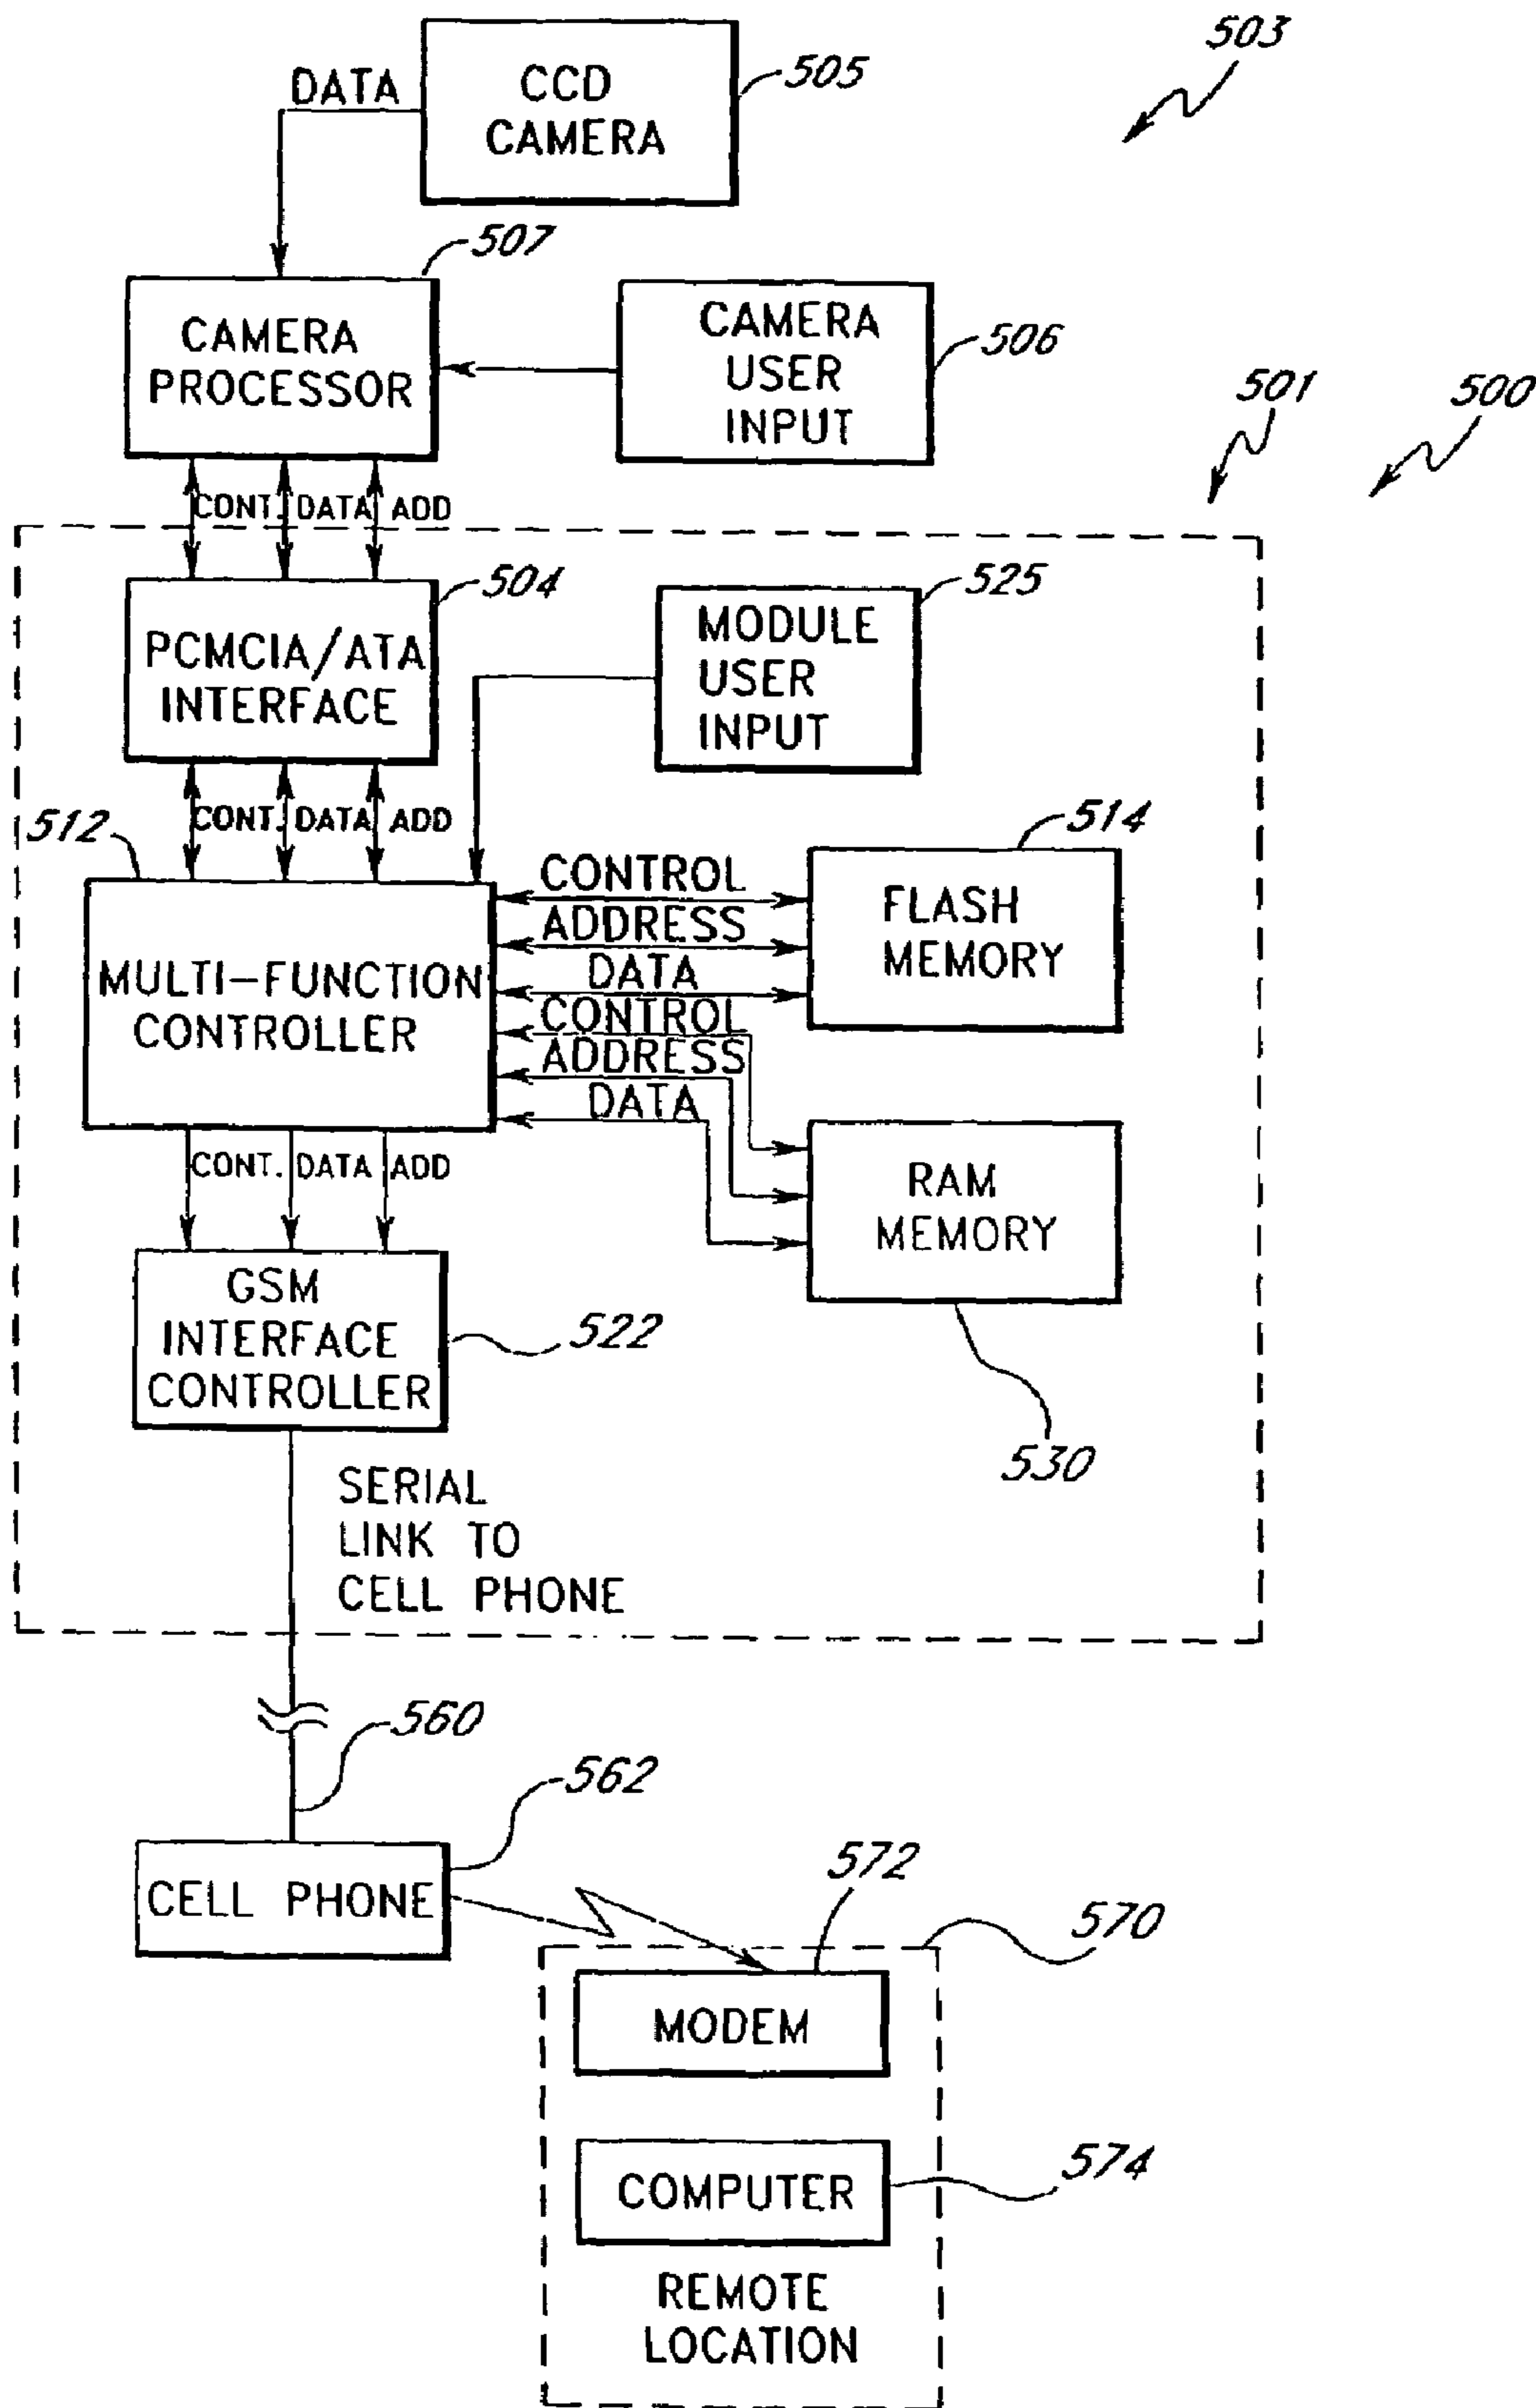 503
CCD
CAMERA
505
DATA
507
CAMERA
PROCESSOR
CAMERA
USER
INPUT
506
501
500
CONT. DATA ADD
504
PCMCIA/ATA
INTERFACE
525
MODULE
USER
INPUT
CONT. DATA ADD
512
514
CONTROL
ADDRESS
DATA
FLASH
MEMORY
MULTI-FUNCTION
CONTROLLER
CONTROL
ADDRESS
DATA
RAM
MEMORY
530
CONT. DATA ADD
GSM
INTERFACE
CONTROLLER
522
SERIAL
LINK TO
CELL PHONE
560
562
CELL PHONE
572
570
MODEM
COMPUTER
574
REMOTE
LOCATION